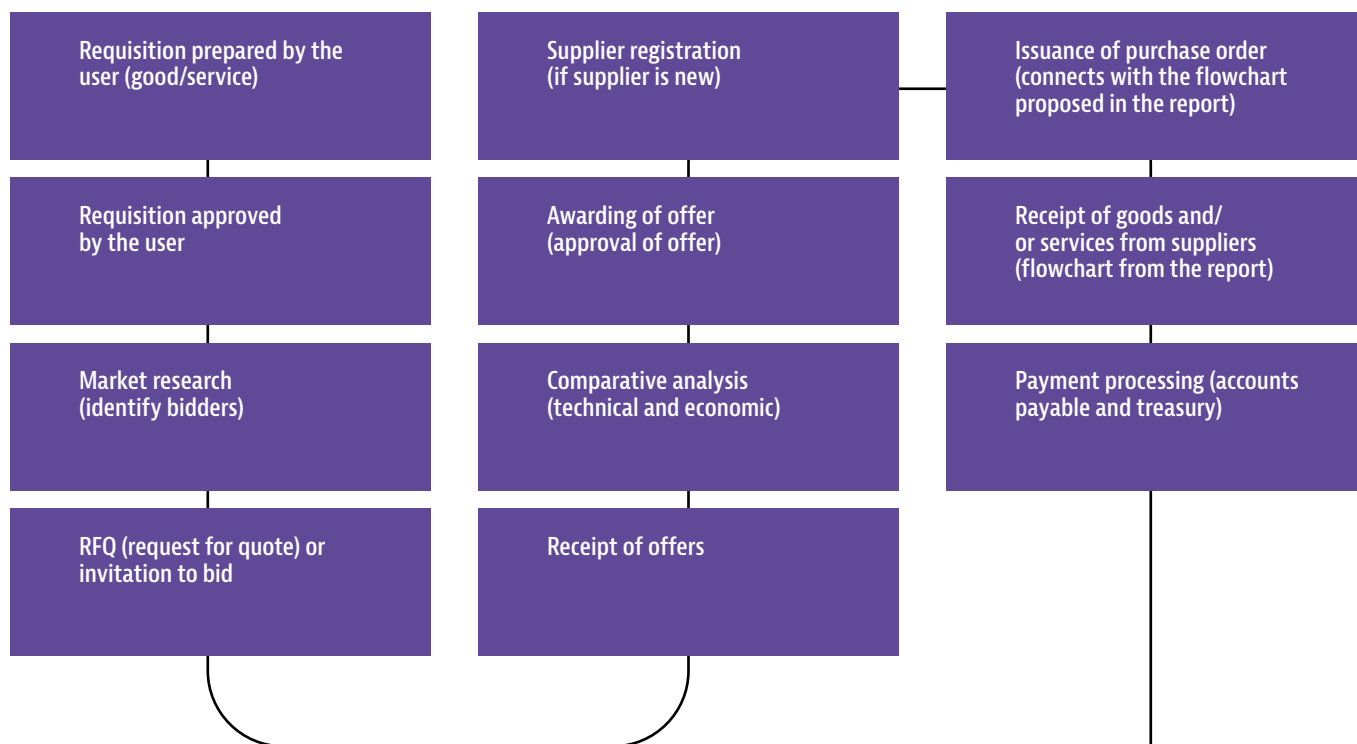 Requisition prepared by the
user (good/service)
Requisition approved
by the user
Market research
(identify bidders)
RFQ (request for quote) or
invitation to bid
Supplier registration
(if supplier is new)
Awarding of offer
(approval of offer)
Comparative analysis
(technical and economic)
Receipt of offers
Issuance of purchase order
(connects with the flowchart
proposed in the report)
Receipt of goods and/
or services from suppliers
(flowchart from the report)
Payment processing (accounts
payable and treasury)